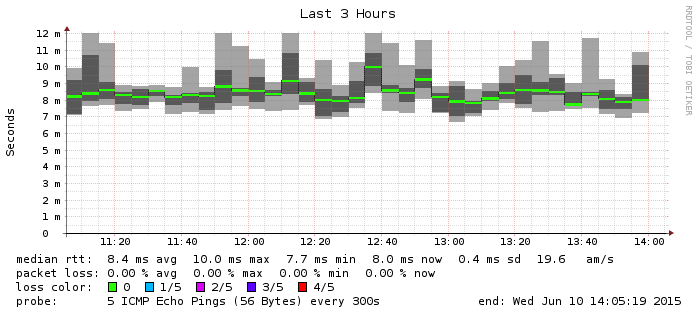 Last 3 Hours
RRDTOOL / TOBI OETIKER
Seconds
12 m
11 m
10 m
9 m
8 m
7 m
6 m
5 m
4 m
3 m
2 m
1 m
0
11:20 11:40 12:00 12:20 12:40 13:00 13:20 13:40 14:00
median rtt: 8.4 ms avg 10.0 ms max 7.7 ms min 8.0 ms now 0.4 ms sd 19.6 am/s
packet loss: 0.00 % avg 0.00 % max 0.00 % min 0.00 % now
loss color: 0 1/5 2/5 3/5 4/5
probe: 5 ICMP Echo Pings (56 Bytes) every 300s end: Wed Jun 10 14:05:19 2015